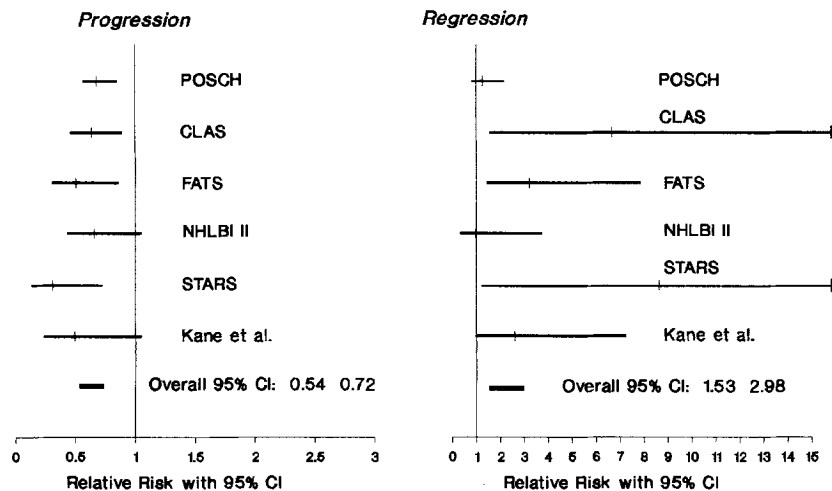 Progression
POSCH
CLAS
FATS
NHLBI II
STARS
Kane et al.
Overall 95% CI: 0.54 0.72
0 0.5 1 1.5 2 2.5 3
Relative Risk with 95% CI
Regression
POSCH
CLAS
FATS
NHLBI II
STARS
Kane et al.
Overall 95% CI: 1.53 2.98
0 1 2 3 4 5 6 7 8 9 10 11 12 13 14 15
Relative Risk with 95% CI